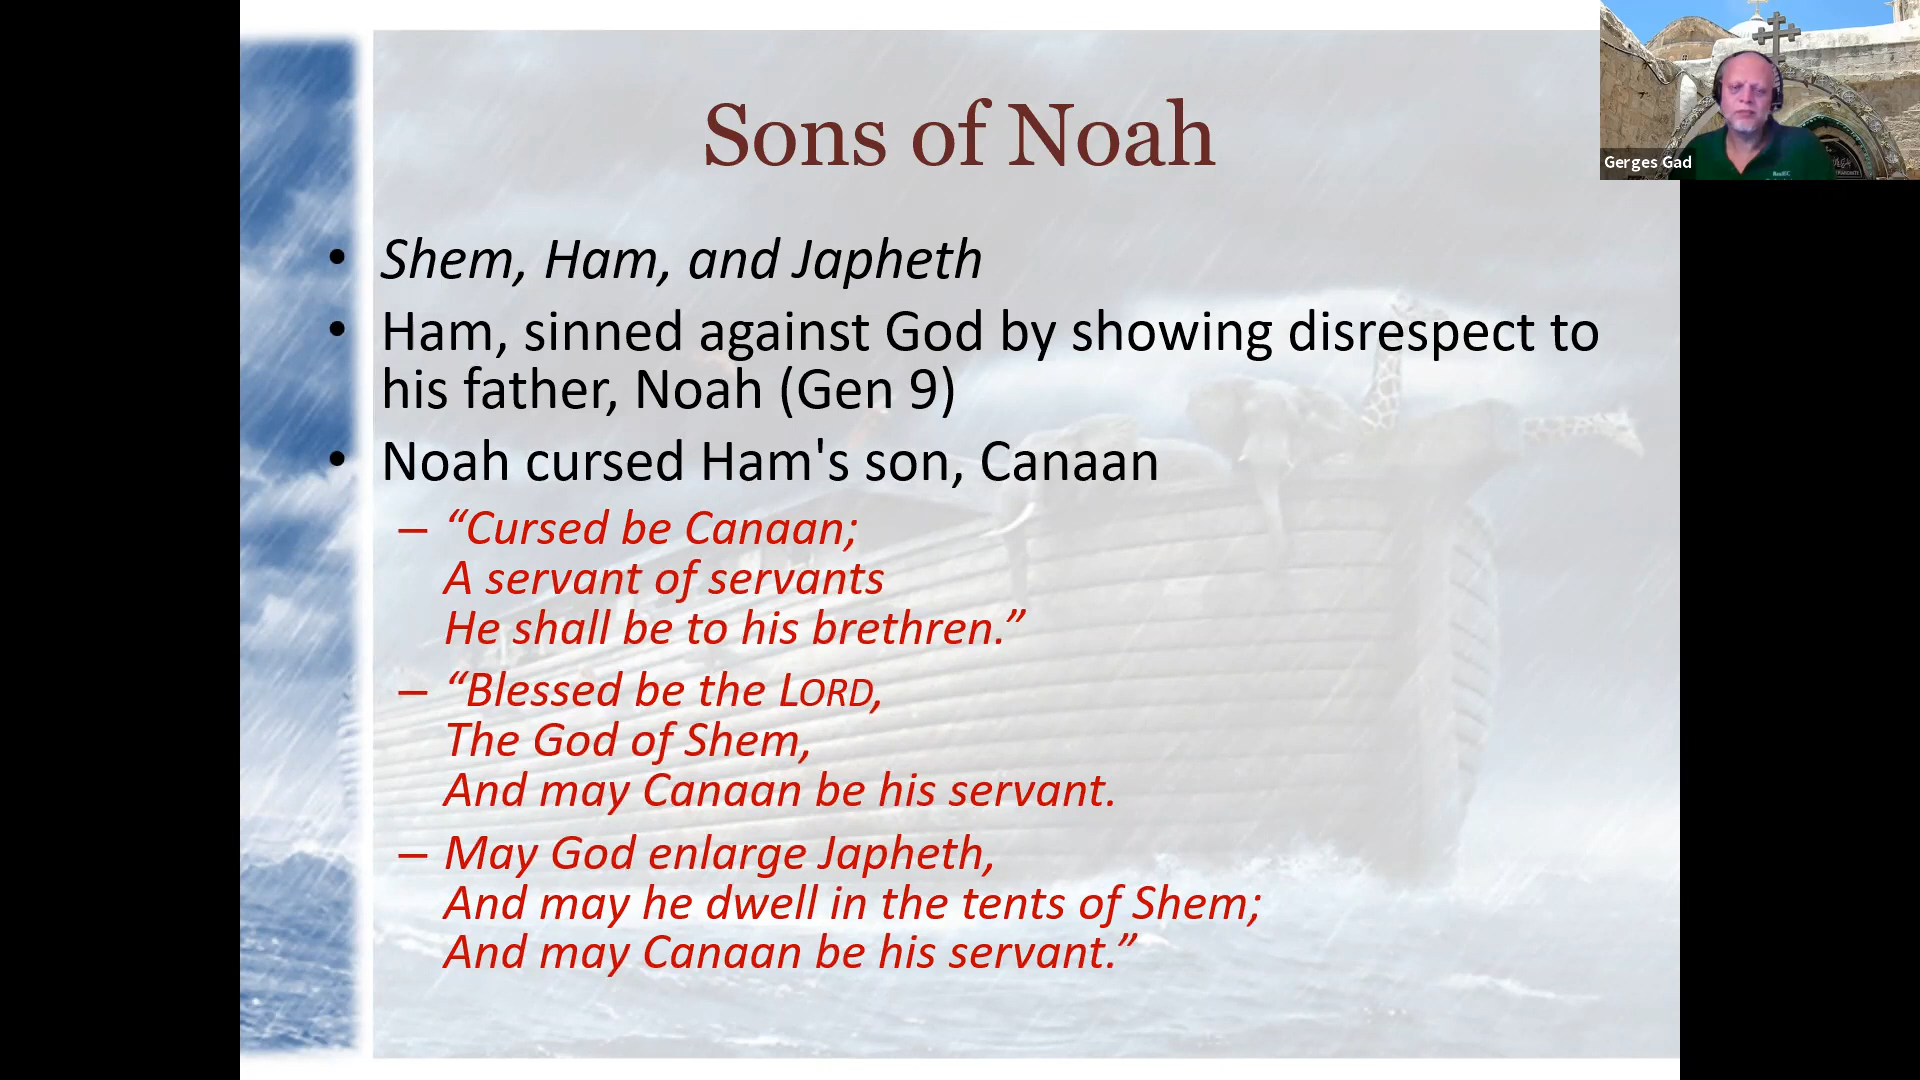 Sons of Noah
Gerges Gad
• Shem, Ham, and Japheth
• Ham, sinned against God by showing disrespect to
his father, Noah (Gen 9)
• Noah cursed Ham's son, Canaan
– “Cursed be Canaan;
A servant of servants
He shall be to his brethren.”
– “Blessed be the LORD,
The God of Shem,
And may Canaan be his servant.
– May God enlarge Japheth,
And may he dwell in the tents of Shem;
And may Canaan be his servant.”